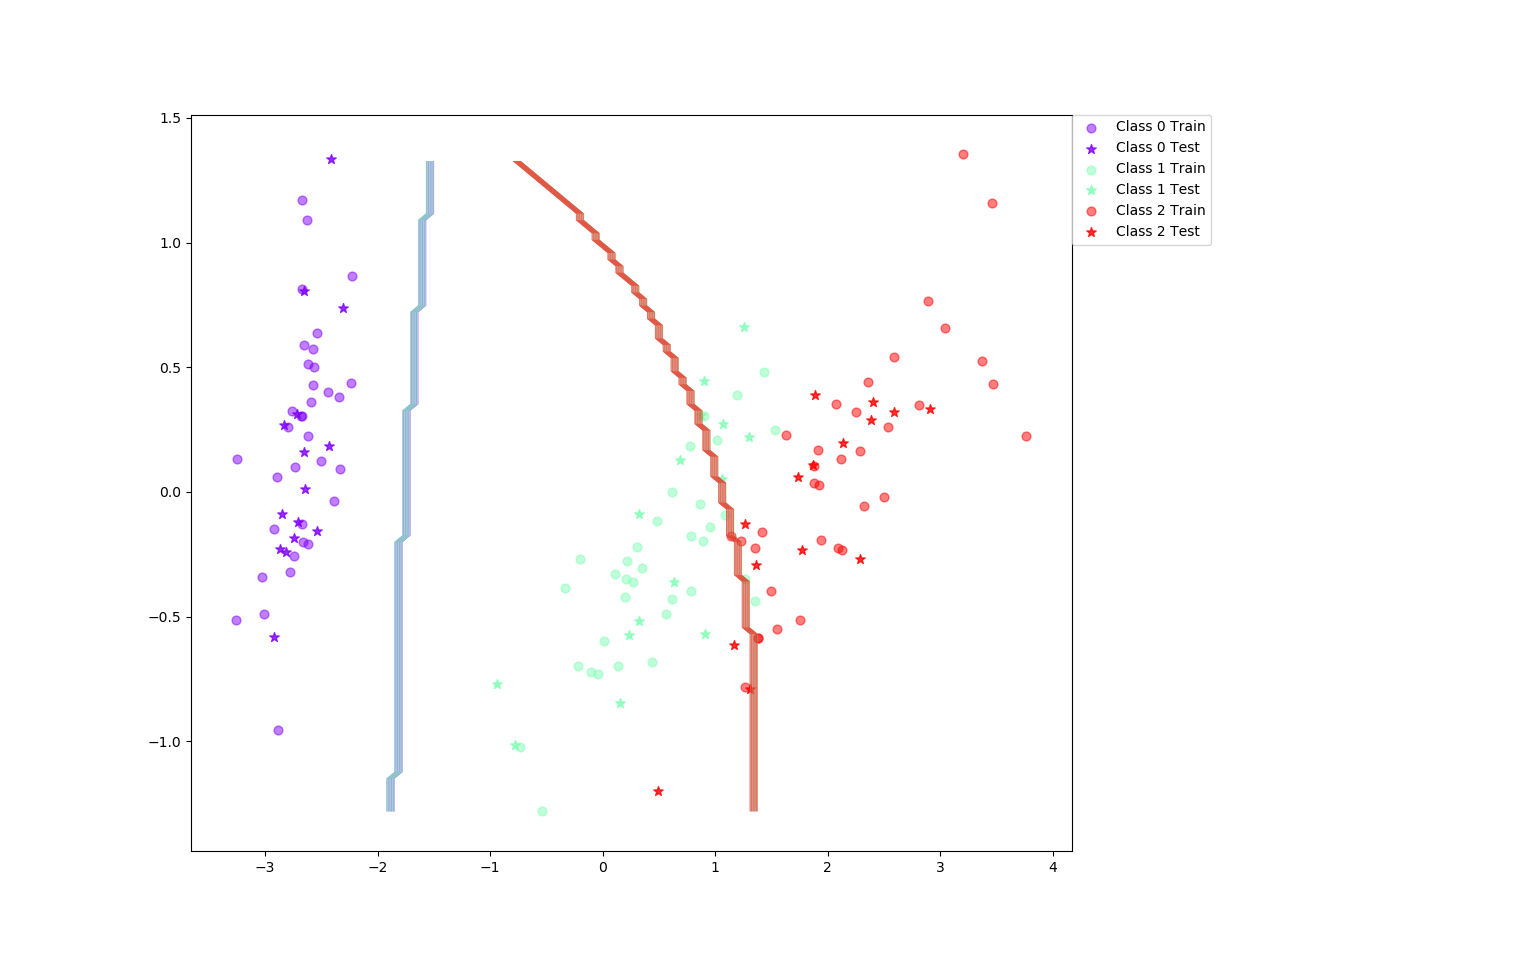 1.5
1.0
0.5
0.0
−0.5
−1.0
−3
−2
−1
0
1
2
3
4
Class 0 Train
Class 0 Test
Class 1 Train
Class 1 Test
Class 2 Train
Class 2 Test